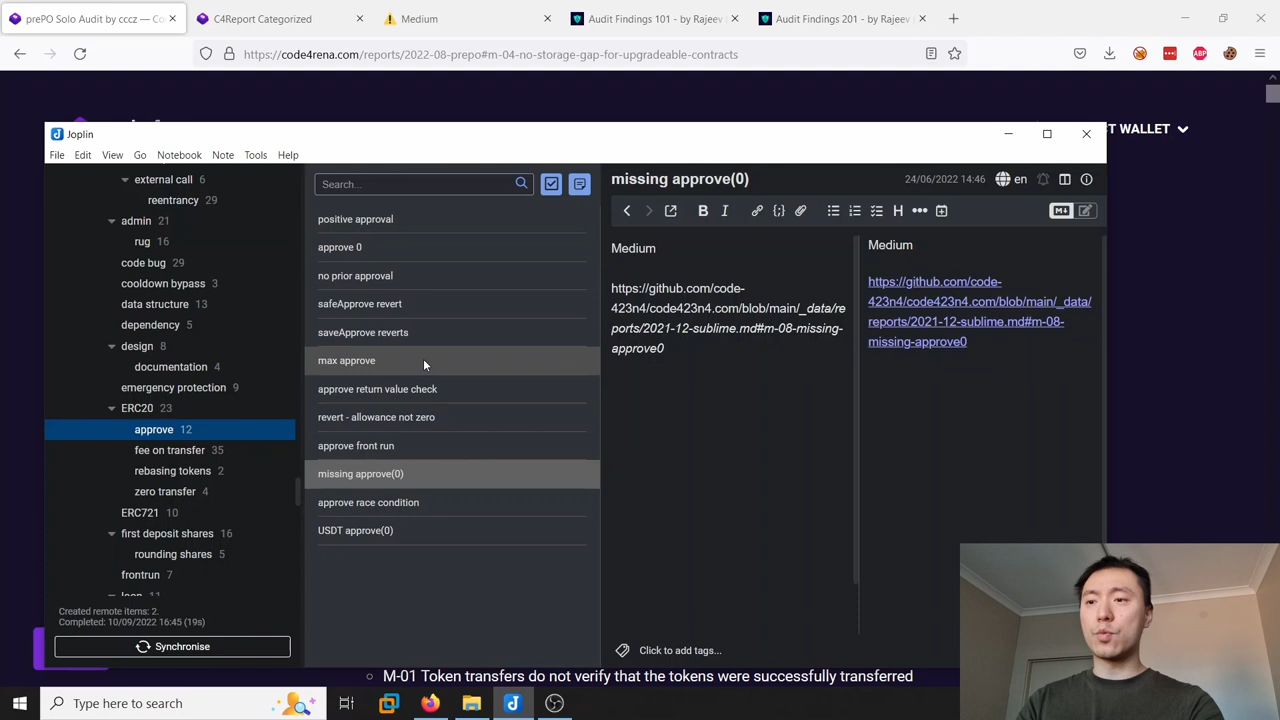 prePO Solo Audit by cccz — Co
C4Report Categorized
Medium
Audit Findings 101 - by Rajeev
Audit Findings 201 - by Rajeev
https://code4rena.com/reports/2022-08-prepo#m-04-no-storage-gap-for-upgradeable-contracts
ABP
T WALLET
Joplin
File Edit View Go Notebook Note Tools Help
external call 6
reentrancy 29
admin 21
rug 16
code bug 29
cooldown bypass 3
data structure 13
dependency 5
design 8
documentation 4
emergency protection 9
ERC20 23
approve 12
fee on transfer 35
rebasing tokens 2
zero transfer 4
ERC721 10
first deposit shares 16
rounding shares 5
frontrun 7
loop 11
Created remote items: 2.
Completed: 10/09/2022 16:45 (19s)
Synchronise
Search...
positive approval
approve 0
no prior approval
safeApprove revert
saveApprove reverts
max approve
approve return value check
revert - allowance not zero
approve front run
missing approve(0)
approve race condition
USDT approve(0)
missing approve(0)
24/06/2022 14:46
en
B I H
M
Medium
https://github.com/code-
423n4/code423n4.com/blob/main/_data/re
ports/2021-12-sublime.md#m-08-missing-
approve0
Medium
https://github.com/code-
423n4/code423n4.com/blob/main/_data/
reports/2021-12-sublime.md#m-08-
missing-approve0
Click to add tags...
M-01 Token transfers do not verify that the tokens were successfully transferred
Type here to search